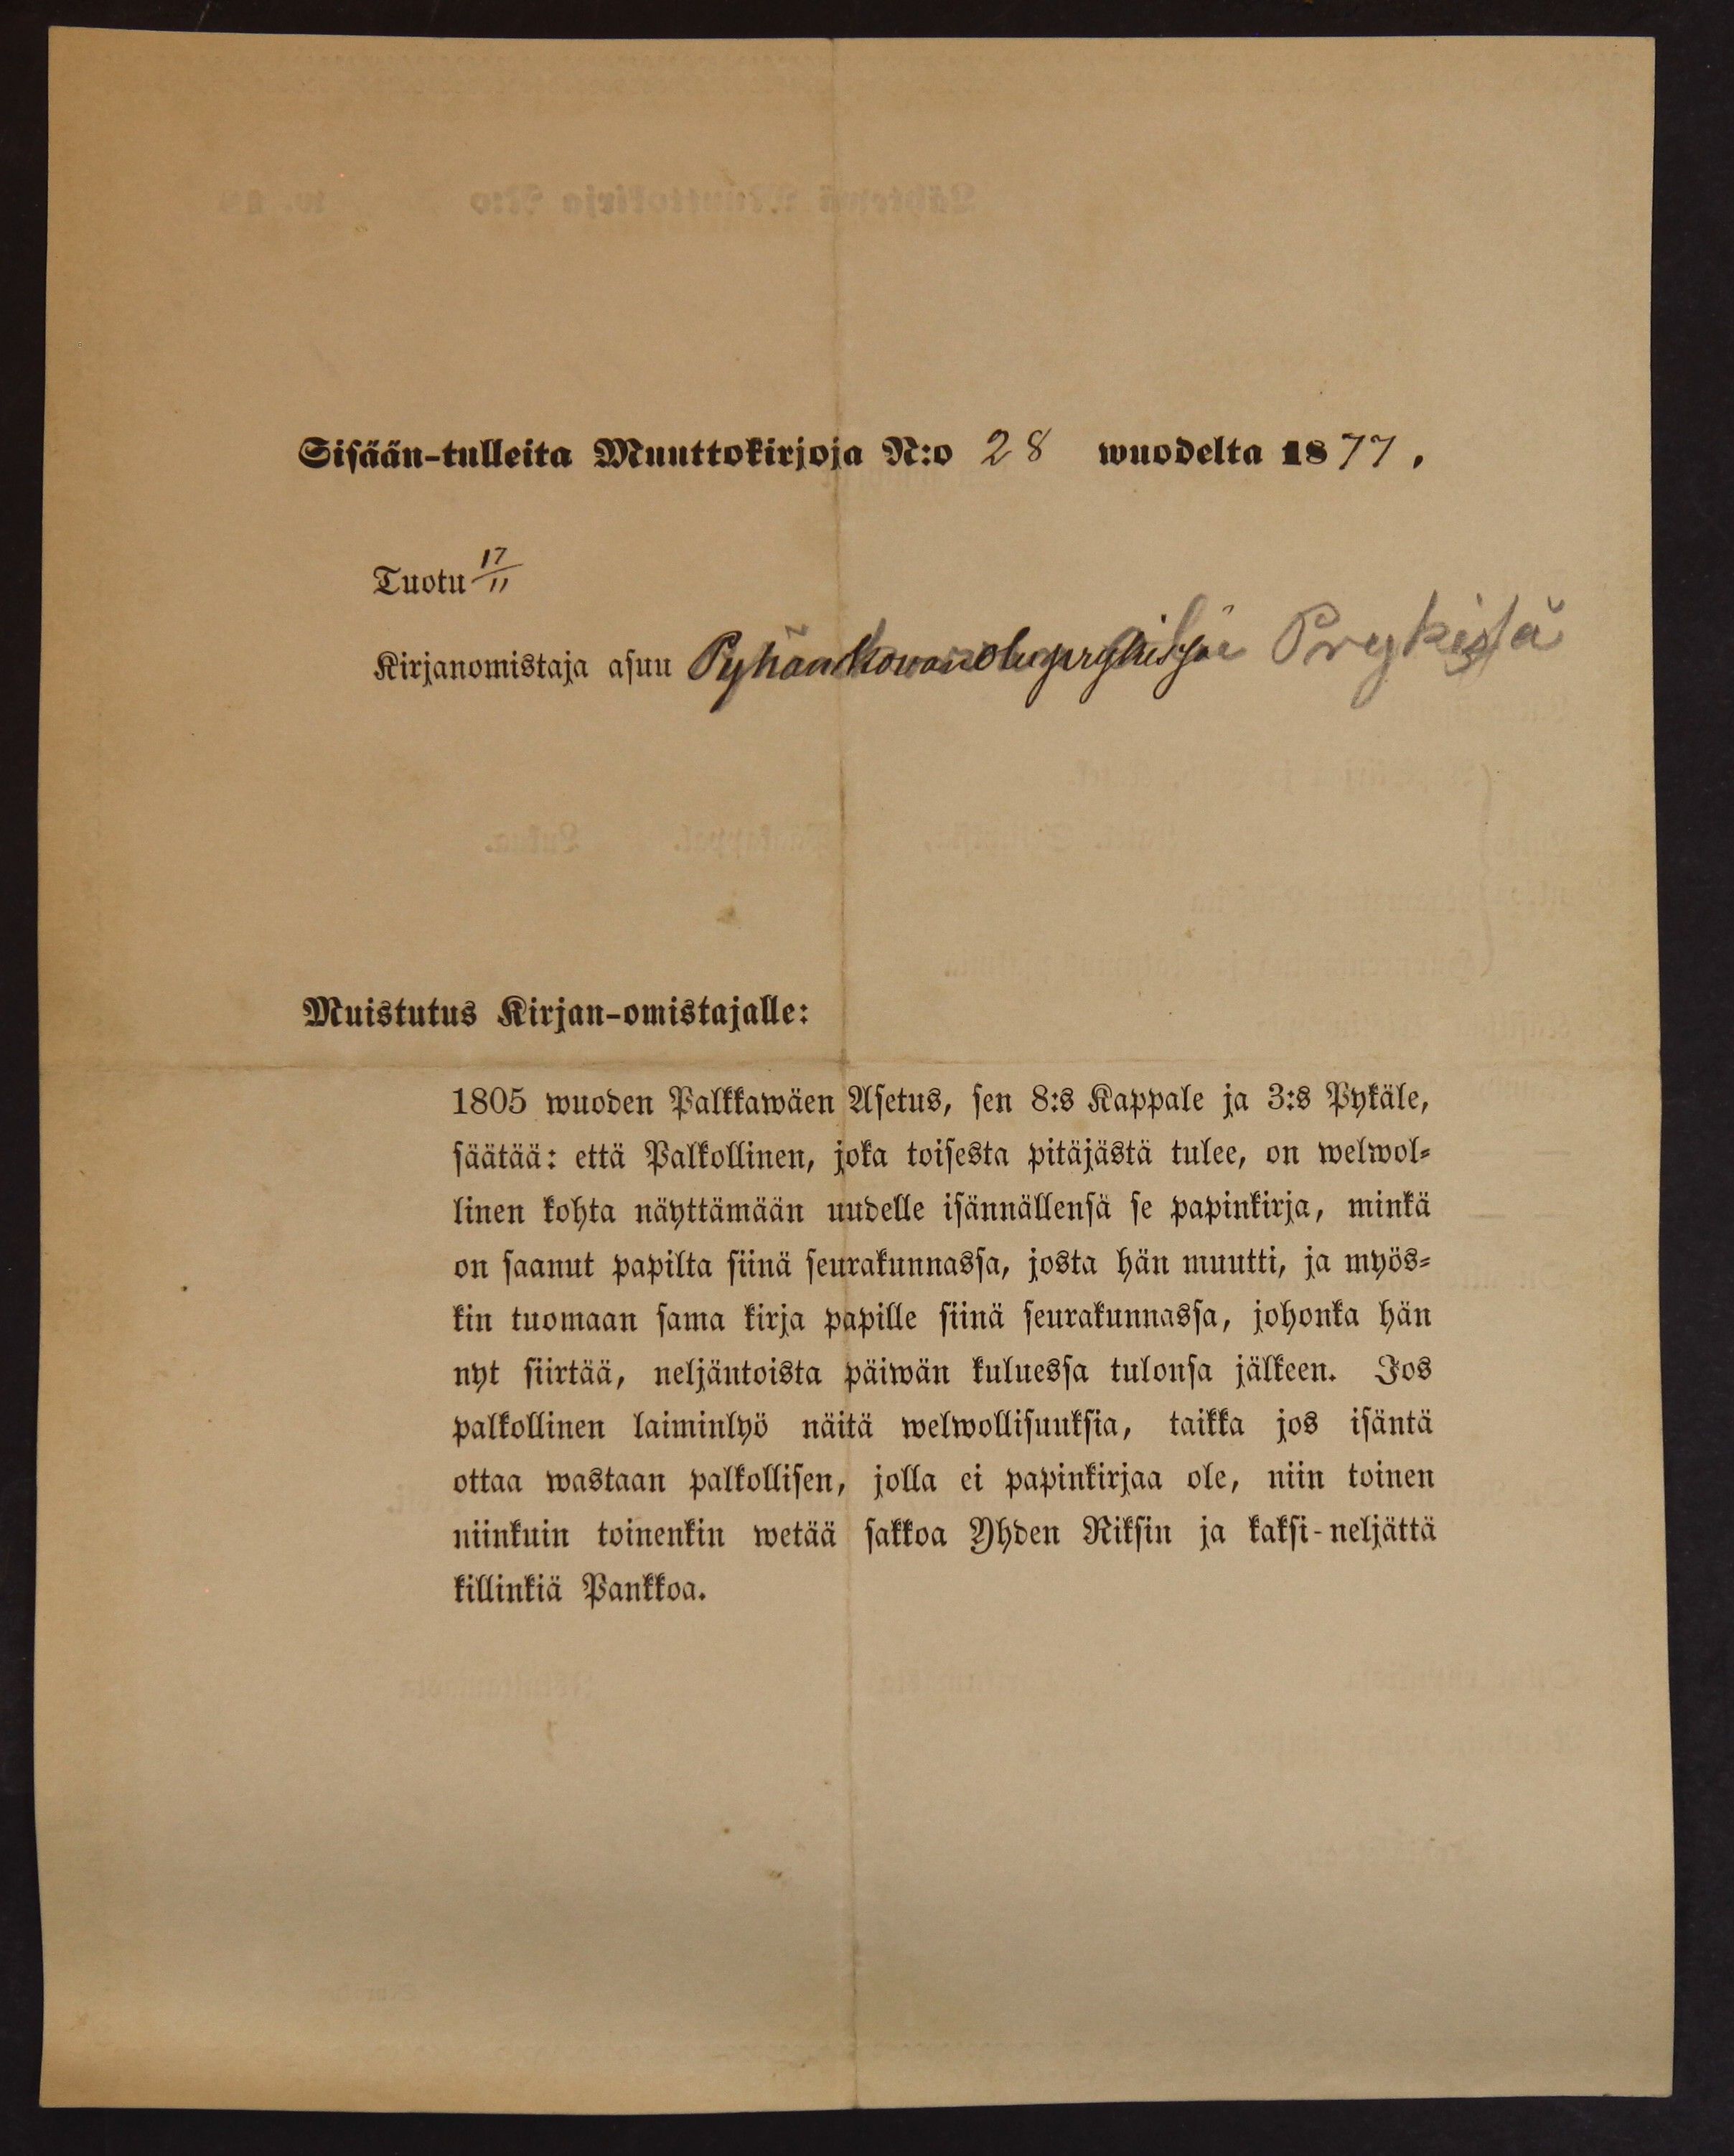 Sisään-tulleita Muuttokirjoja N:o 28 wuodelta 1877.
Tuotu 17/11
Kirjanomistaja asuu Prykistä
Muistutus Kirjan-omistajalle:
1805 wuoden Palkkawäen Asetus, sen 8:s Kappale ja 3:s Pykäle,
säätää: että Palkollinen, joka toisesta pitäjästä tulee, on welwol-
linen kohta näyttämään uudelle isännällensä se papinkirja, minkä
on saanut papilta siinä seurakunnassa, josta hän muutti, ja myös-
kin tuomaan sama kirja papille siinä seurakunnassa, johonka hän
nyt siirtää, neljäntoista päiwän kuluessa tulonsa jälkeen. Jos
palkollinen laiminlyö näitä welwollisuuksia, taikka jos isäntä
ottaa wastaan palkollisen, jolla ei papinkirjaa ole, niin toinen
niinkuin toinenkin wetää sakkoa Yhden Riksin ja kaksi-neljättä
killinkiä Pankkoa.